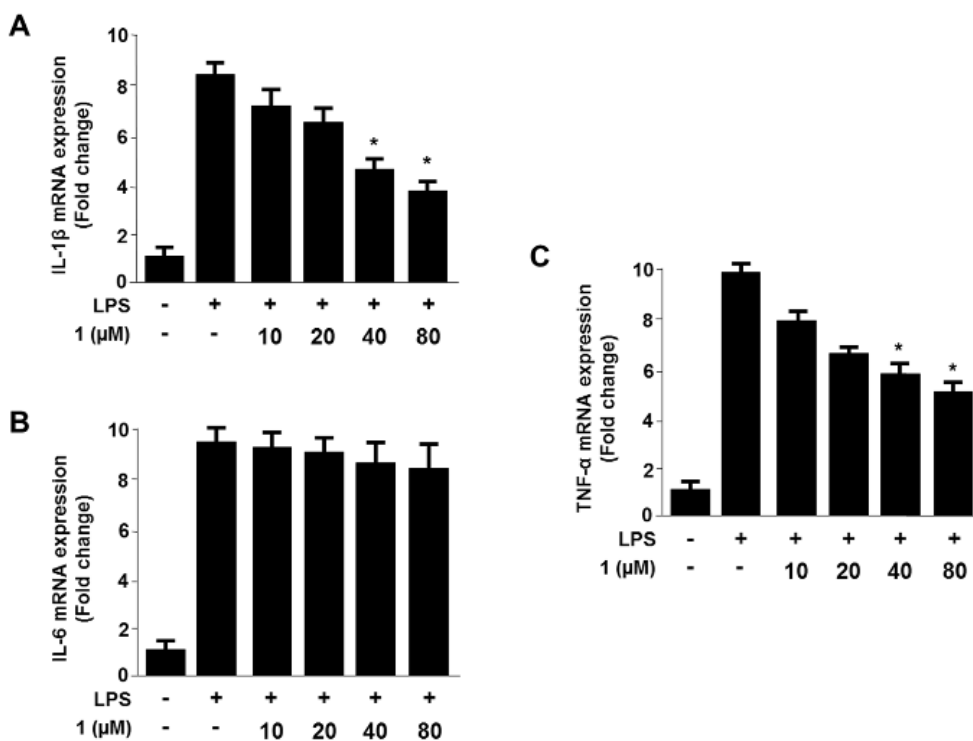 A
IL-1β mRNA expression
(Fold change)
10
8
6
4
2
0
* *
LPS - + + + + +
1 (µM) - - 10 20 40 80
B
IL-6 mRNA expression
(Fold change)
10
8
6
4
2
0
LPS - + + + + +
1 (µM) - - 10 20 40 80
C
TNF-α mRNA expression
(Fold change)
10
8
6
4
2
0
* *
LPS - + + + + +
1 (µM) - - 10 20 40 80